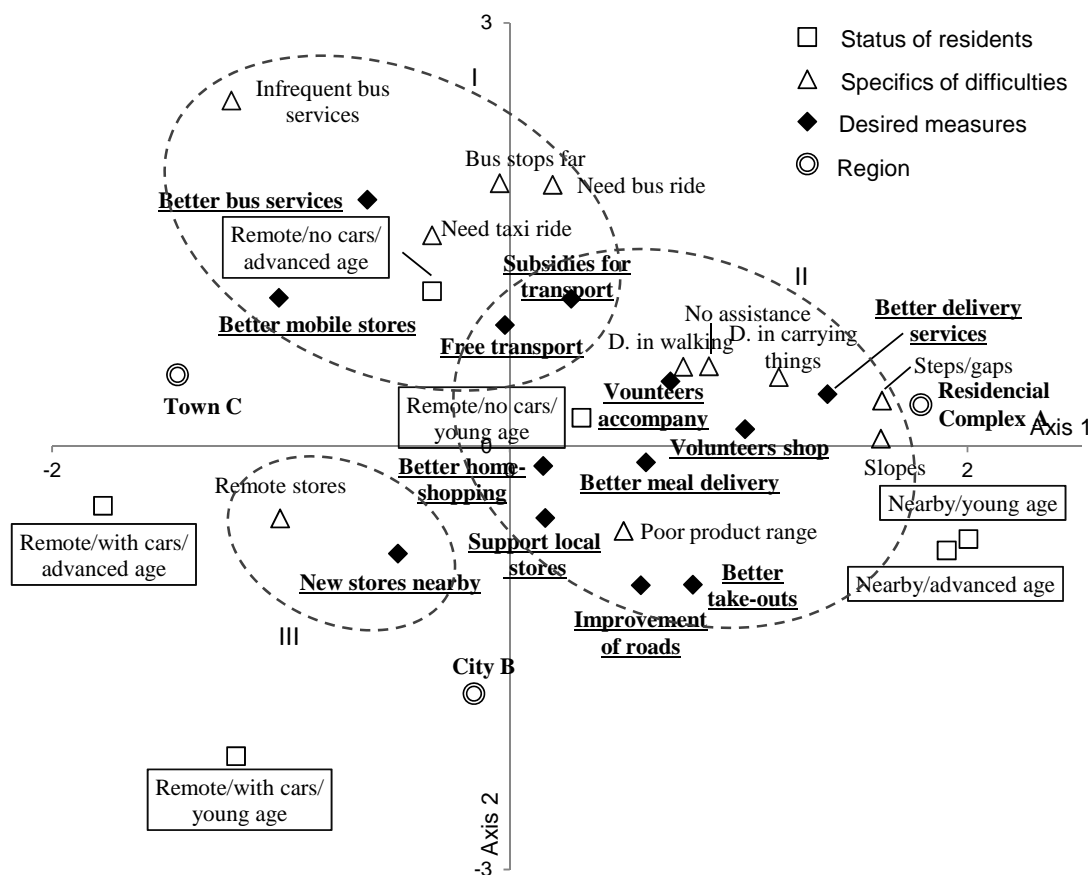 3
Status of residents
Specifics of difficulties
Desired measures
Region
I
Infrequent bus
services
Bus stops far
Need bus ride
Better bus services
Remote/no cars/
advanced age
Need taxi ride
Subsidies for
transport
II
Better mobile stores
Free transport
No assistance
D. in walking
D. in carrying
things
Better delivery
services
Steps/gaps
Residencial
Complex A
Town C
Remote/no cars/
young age
Vounteers
accompany
Volunteers shop
Axis 1
-2
0
0
2
Slopes
Better home-
shopping
Better meal delivery
Remote stores
Nearby/young age
Remote/with cars/
advanced age
Support local
stores
Poor product range
New stores nearby
Better
take-outs
Nearby/advanced age
Improvement
of roads
III
City B
Remote/with cars/
young age
Axis 2
-3